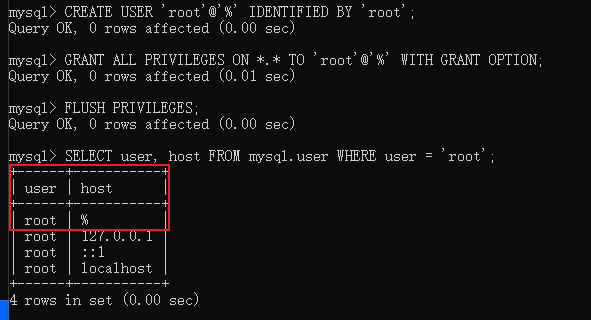 mysql> CREATE USER 'root'@'%' IDENTIFIED BY 'root';
Query OK, 0 rows affected (0.00 sec)
mysql> GRANT ALL PRIVILEGES ON *.* TO 'root'@'%' WITH GRANT OPTION;
Query OK, 0 rows affected (0.01 sec)
mysql> FLUSH PRIVILEGES;
Query OK, 0 rows affected (0.00 sec)
mysql> SELECT user, host FROM mysql.user WHERE user = 'root';
+------+-----------+
| user | host      |
+------+-----------+
| root | %         |
| root | 127.0.0.1 |
| root | ::1       |
| root | localhost |
+------+-----------+
4 rows in set (0.00 sec)